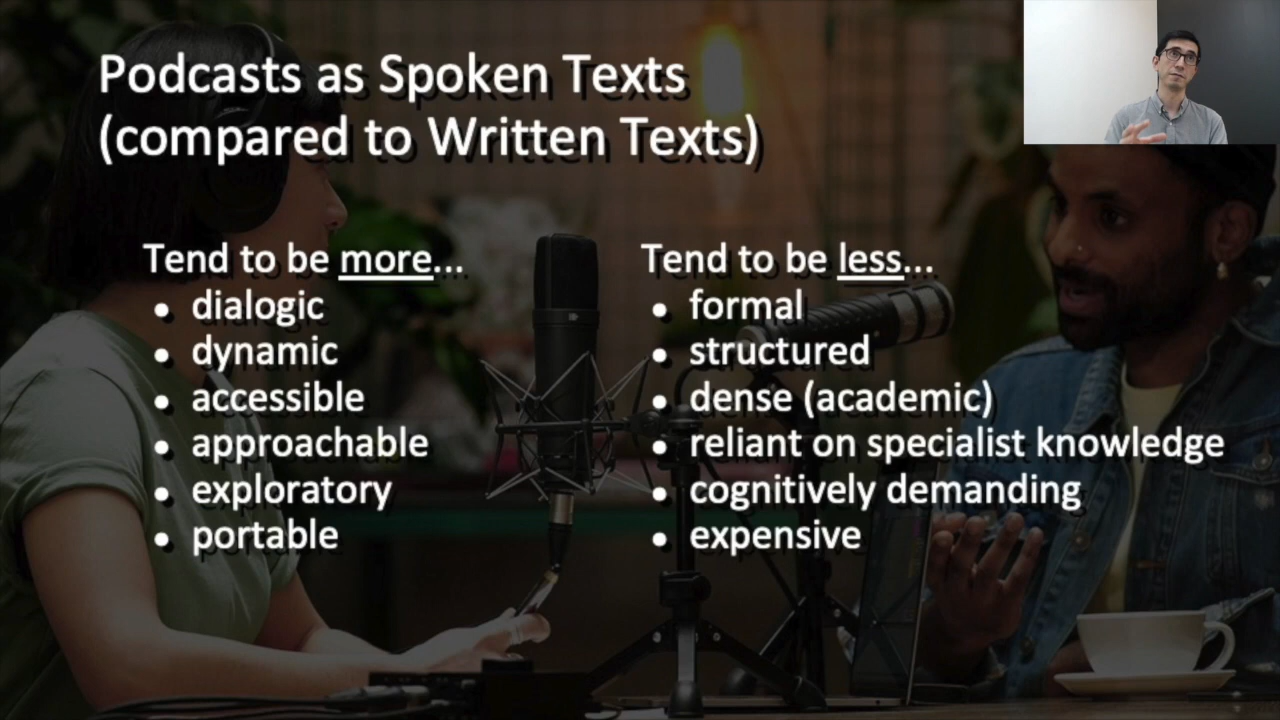 Podcasts as Spoken Texts
(compared to Written Texts)
Tend to be more...
• dialogic
• dynamic
• accessible
• approachable
• exploratory
• portable
Tend to be less...
• formal
• structured
• dense (academic)
• reliant on specialist knowledge
• cognitively demanding
• expensive